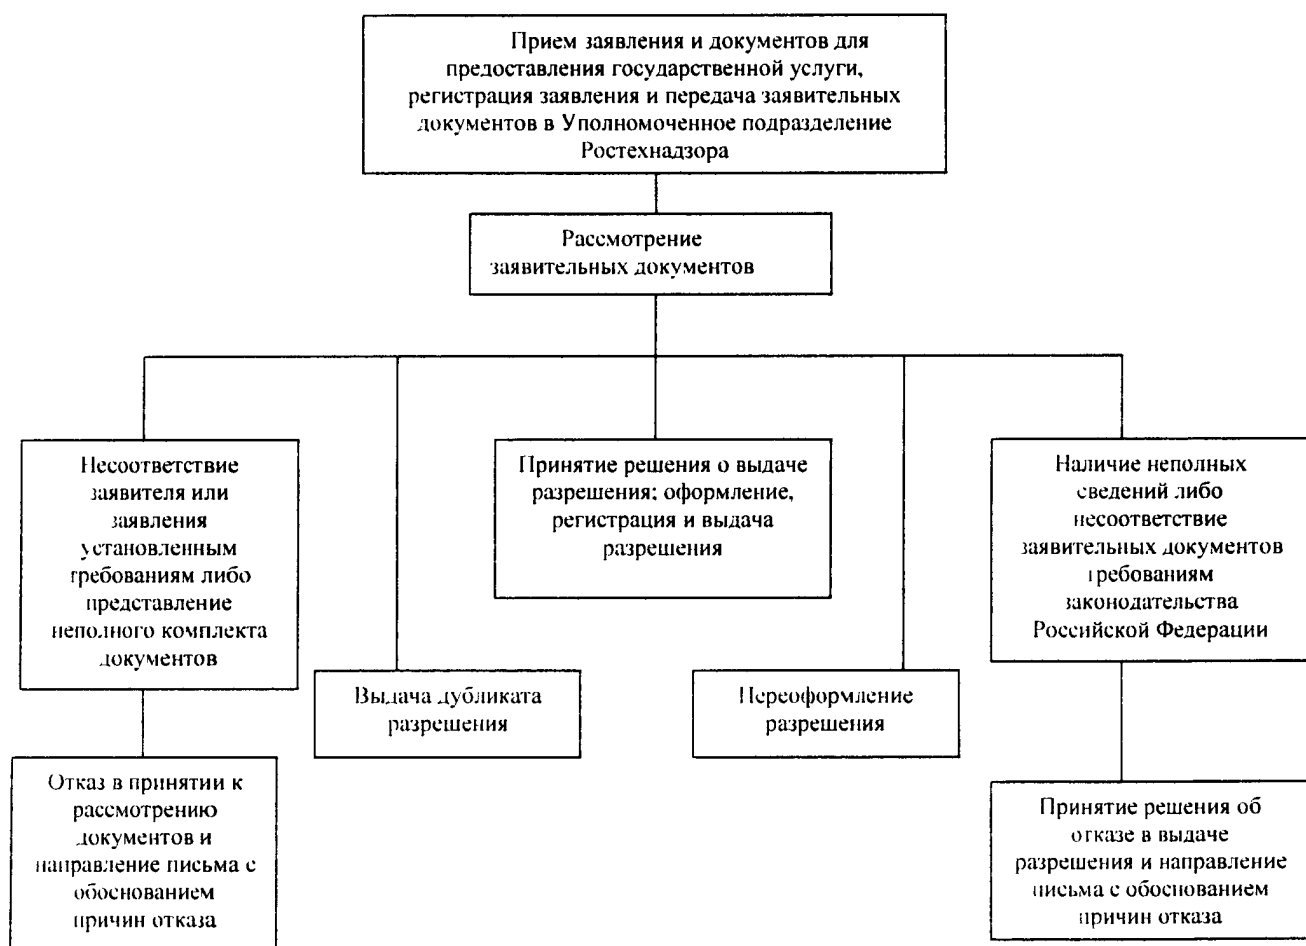 Прием заявления и документов для
предоставления государственной услуги,
регистрация заявления и передача заявительных
документов в Уполномоченное подразделение
Ростехнадзора
Рассмотрение
заявительных документов
Несоответствие
заявителя или
заявления
установленным
требованиям либо
представление
неполного комплекта
документов
Выдача дубликата
разрешения
Принятие решения о выдаче
разрешения; оформление,
регистрация и выдача
разрешения
Переоформление
разрешения
Наличие неполных
сведений либо
несоответствие
заявительных документов
требованиям
законодательства
Российской Федерации
Отказ в принятии к
рассмотрению
документов и
направление письма с
обоснованием
причин отказа
Принятие решения об
отказе в выдаче
разрешения и направление
письма с обоснованием
причин отказа